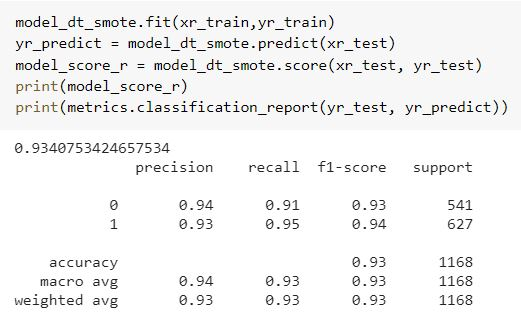 model_dt_smote.fit(xr_train,yr_train)
yr_predict = model_dt_smote.predict(xr_test)
model_score_r = model_dt_smote.score(xr_test, yr_test)
print(model_score_r)
print(metrics.classification_report(yr_test, yr_predict))
0.9340753424657534
precision recall f1-score support
0 0.94 0.91 0.93 541
1 0.93 0.95 0.94 627
accuracy 0.93 1168
macro avg 0.94 0.93 0.93 1168
weighted avg 0.93 0.93 0.93 1168